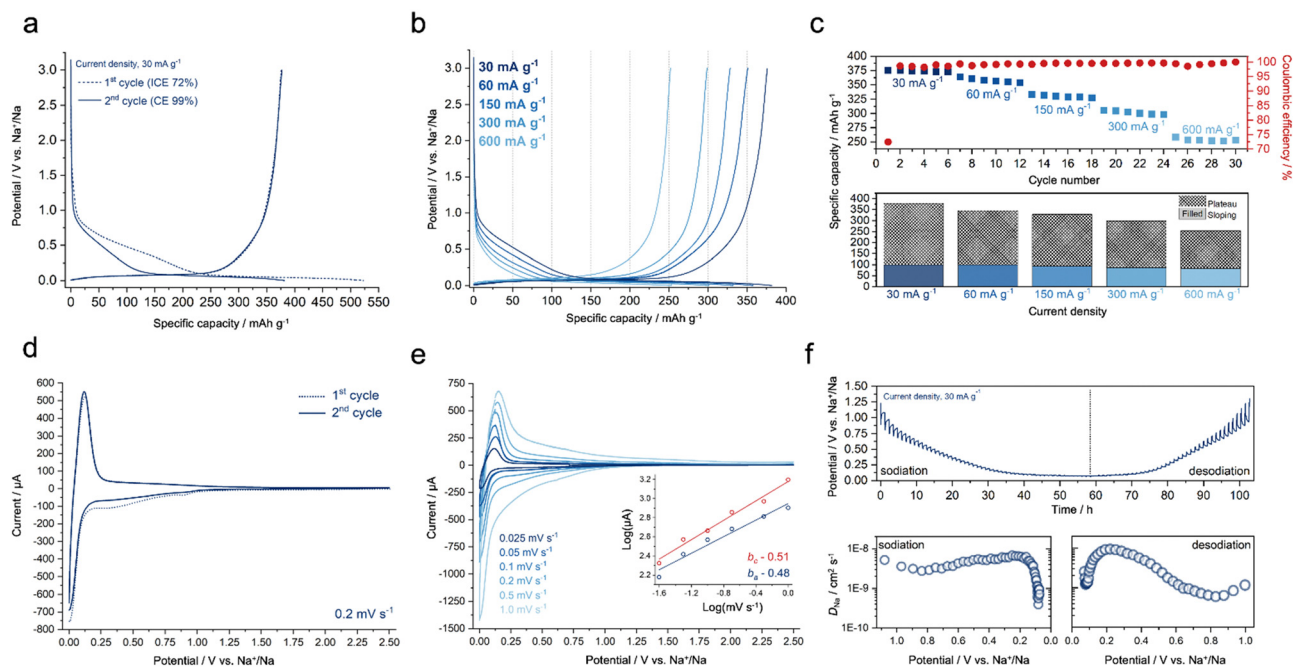 a
Current density, 30 mA g⁻¹
1ˢᵗ cycle (ICE 72%)
2ⁿᵈ cycle (CE 99%)
Potential / V vs. Na⁺/Na
3.0
2.5
2.0
1.5
1.0
0.5
0.0
0 50 100 150 200 250 300 350 400 450 500 550
Specific capacity / mAh g⁻¹
b
30 mA g⁻¹
60 mA g⁻¹
150 mA g⁻¹
300 mA g⁻¹
600 mA g⁻¹
Potential / V vs. Na⁺/Na
3.0
2.5
2.0
1.5
1.0
0.5
0.0
0 50 100 150 200 250 300 350 400
Specific capacity / mAh g⁻¹
c
Specific capacity / mAh g⁻¹
400
375
350
325
300
275
250
30 mA g⁻¹
60 mA g⁻¹
150 mA g⁻¹
300 mA g⁻¹
600 mA g⁻¹
100
95
90
85
80
75
70
Coulombic efficiency / %
0 2 4 6 8 10 12 14 16 18 20 22 24 26 28 30
Cycle number
400
350
300
250
200
150
100
50
0
Plateau
Filled Sloping
30 mA g⁻¹ 60 mA g⁻¹ 150 mA g⁻¹ 300 mA g⁻¹ 600 mA g⁻¹
Current density
d
Current / µA
600
500
400
300
200
100
0
-100
-200
-300
-400
-500
-600
-700
-800
1ˢᵗ cycle
2ⁿᵈ cycle
0.2 mV s⁻¹
0.00 0.25 0.50 0.75 1.00 1.25 1.50 1.75 2.00 2.25 2.50
Potential / V vs. Na⁺/Na
e
Current / µA
750
500
250
0
-250
-500
-750
-1000
-1250
-1500
0.025 mV s⁻¹
0.05 mV s⁻¹
0.1 mV s⁻¹
0.2 mV s⁻¹
0.5 mV s⁻¹
1.0 mV s⁻¹
Log(µA)
3.2
3.0
2.8
2.6
2.4
2.2
b꜀ - 0.51
bₐ - 0.48
-1.6 -1.2 -0.8 -0.4 0.0
Log(mV s⁻¹)
0.00 0.25 0.50 0.75 1.00 1.25 1.50 1.75 2.00 2.25 2.50
Potential / V vs. Na⁺/Na
f
Potential / V vs. Na⁺/Na
1.50
1.25
1.00
0.75
0.50
0.25
0.00
Current density, 30 mA g⁻¹
sodiation
desodiation
0 10 20 30 40 50 60 70 80 90 100
Time / h
D_Na / cm² s⁻¹
1E-8
1E-9
1E-10
sodiation
desodiation
1.0 0.8 0.6 0.4 0.2 0.0
0.0 0.2 0.4 0.6 0.8 1.0
Potential / V vs. Na⁺/Na
Potential / V vs. Na⁺/Na